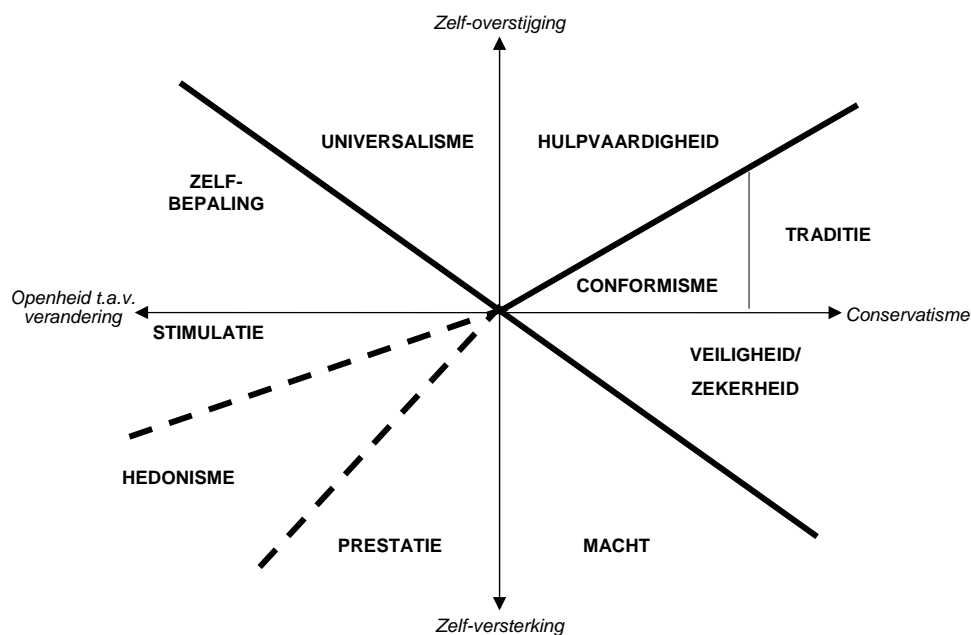 Zelf-overstijging
UNIVERSALISME
HULPVAARDIGHEID
ZELF-
BEPALING
TRADITIE
CONFORMISME
Openheid t.a.v.
verandering
Conservatisme
STIMULATIE
VEILIGHEID/
ZEKERHEID
HEDONISME
PRESTATIE
MACHT
Zelf-versterking